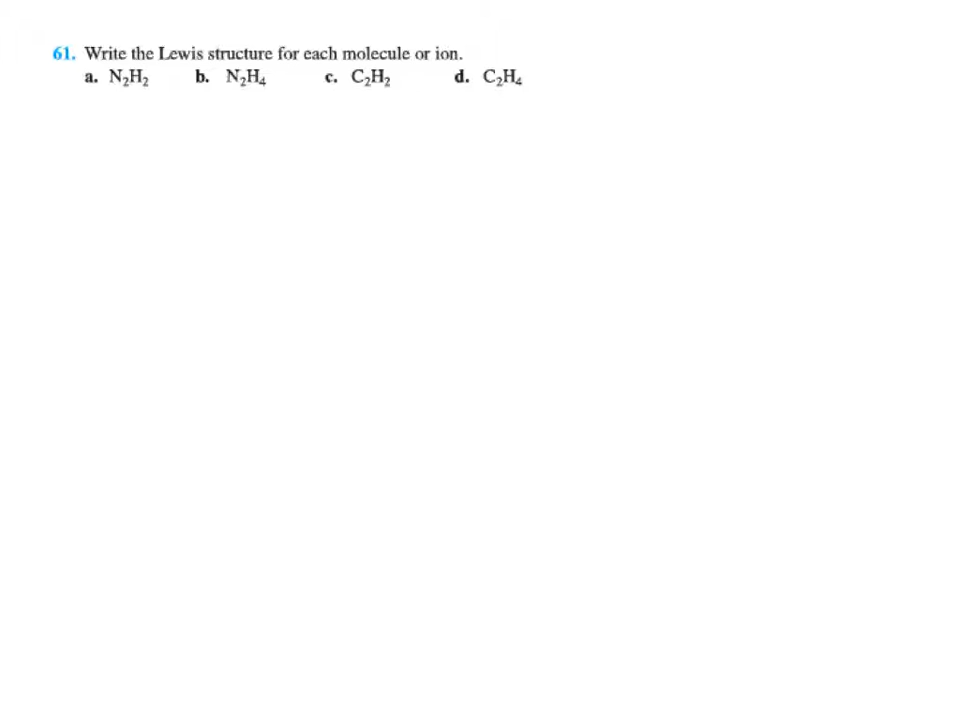 61. Write the Lewis structure for each molecule or ion.
a. N₂H₂ b. N₂H₄ c. C₂H₂ d. C₂H₄